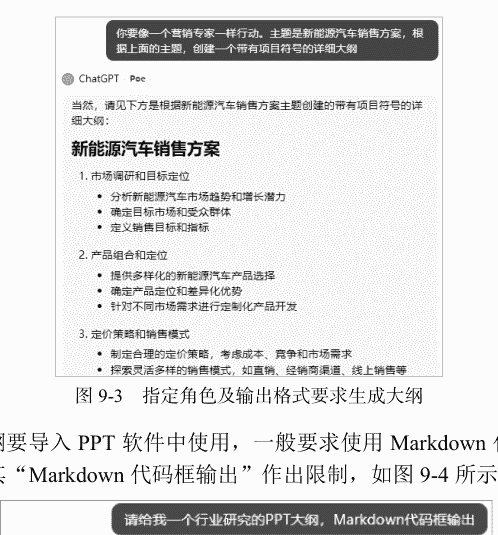 你要像一个营销专家一样行动。主题是新能源汽车销售方案，根
据上面的主题，创建一个带有项目符号的详细大纲
ChatGPT Poe
当然，请见下方是根据新能源汽车销售方案主题创建的带有项目符号的详
细大纲：
新能源汽车销售方案
1. 市场调研和目标定位
• 分析新能源汽车市场趋势和增长潜力
• 确定目标市场和受众群体
• 定义销售目标和指标
2. 产品组合和定位
• 提供多样化的新能源汽车产品选择
• 确定产品定位和差异化优势
• 针对不同市场需求进行定制化产品开发
3. 定价策略和销售模式
• 制定合理的定价策略，考虑成本、竞争和市场需求
• 探索灵活多样的销售模式，如直销、经销商渠道、线上销售等
图 9-3 指定角色及输出格式要求生成大纲
要导入 PPT 软件中使用，一般要求使用 Markdown
“Markdown 代码框输出”作出限制，如图 9-4 所示
请给我一个行业研究的PPT大纲，Markdown代码框输出